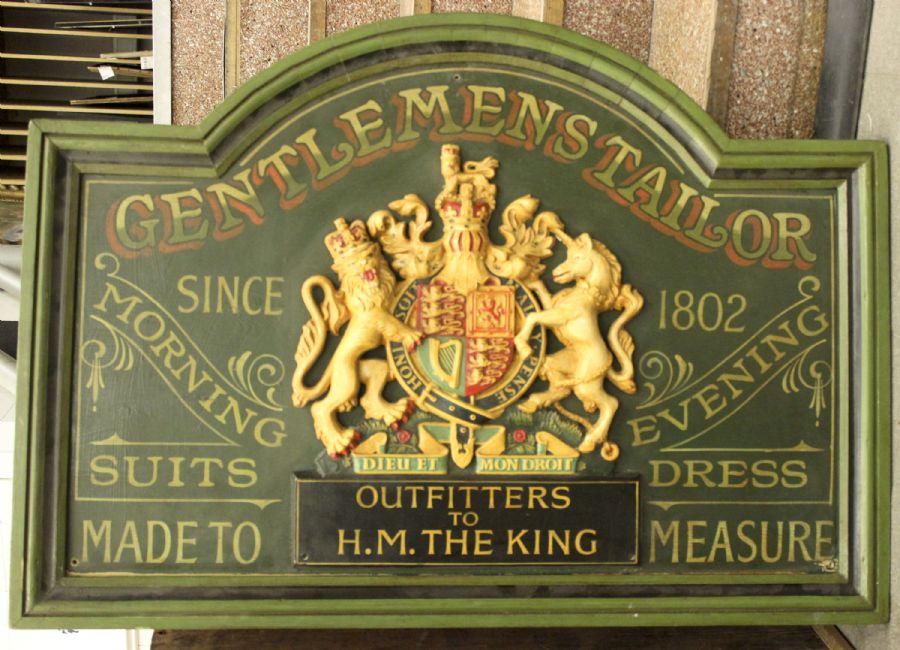 GENTLEMENS TAILOR
SINCE 1802
MORNING EVENING
HONI SOIT MAL Y PENSE
DIEU ET MON DROIT
SUITS DRESS
OUTFITTERS
TO
H.M. THE KING
MADE TO MEASURE